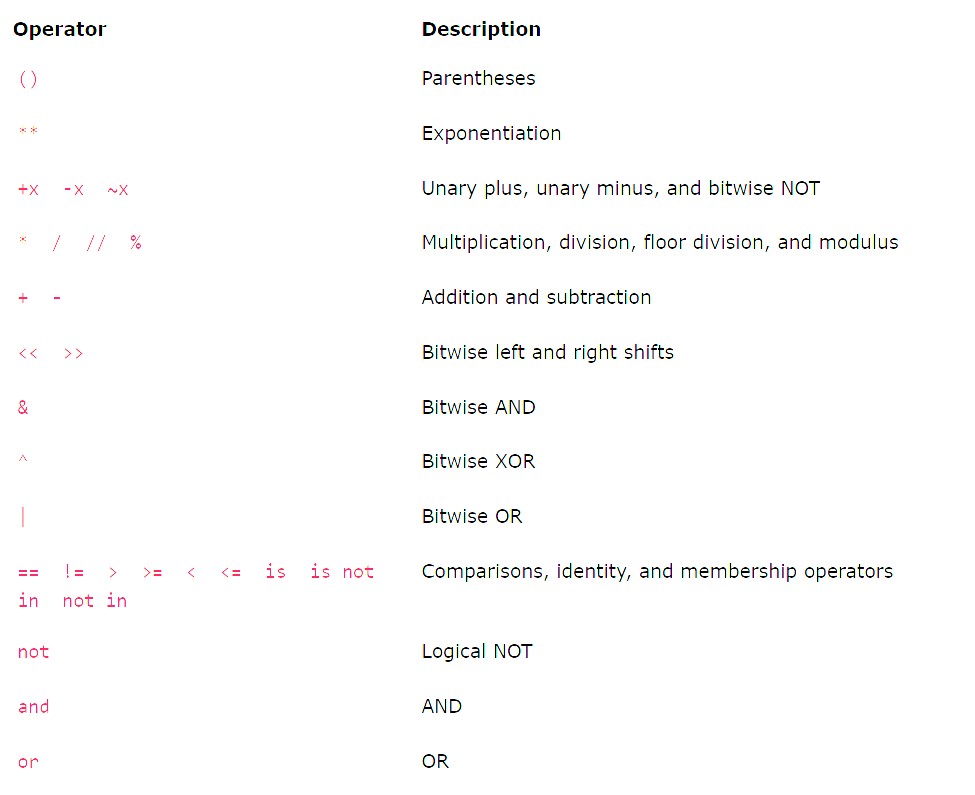 Operator Description
() Parentheses
** Exponentiation
+x -x ~x Unary plus, unary minus, and bitwise NOT
* / // % Multiplication, division, floor division, and modulus
+ - Addition and subtraction
<< >> Bitwise left and right shifts
& Bitwise AND
^ Bitwise XOR
| Bitwise OR
== != > >= < <= is is not Comparisons, identity, and membership operators
in not in
not Logical NOT
and AND
or OR